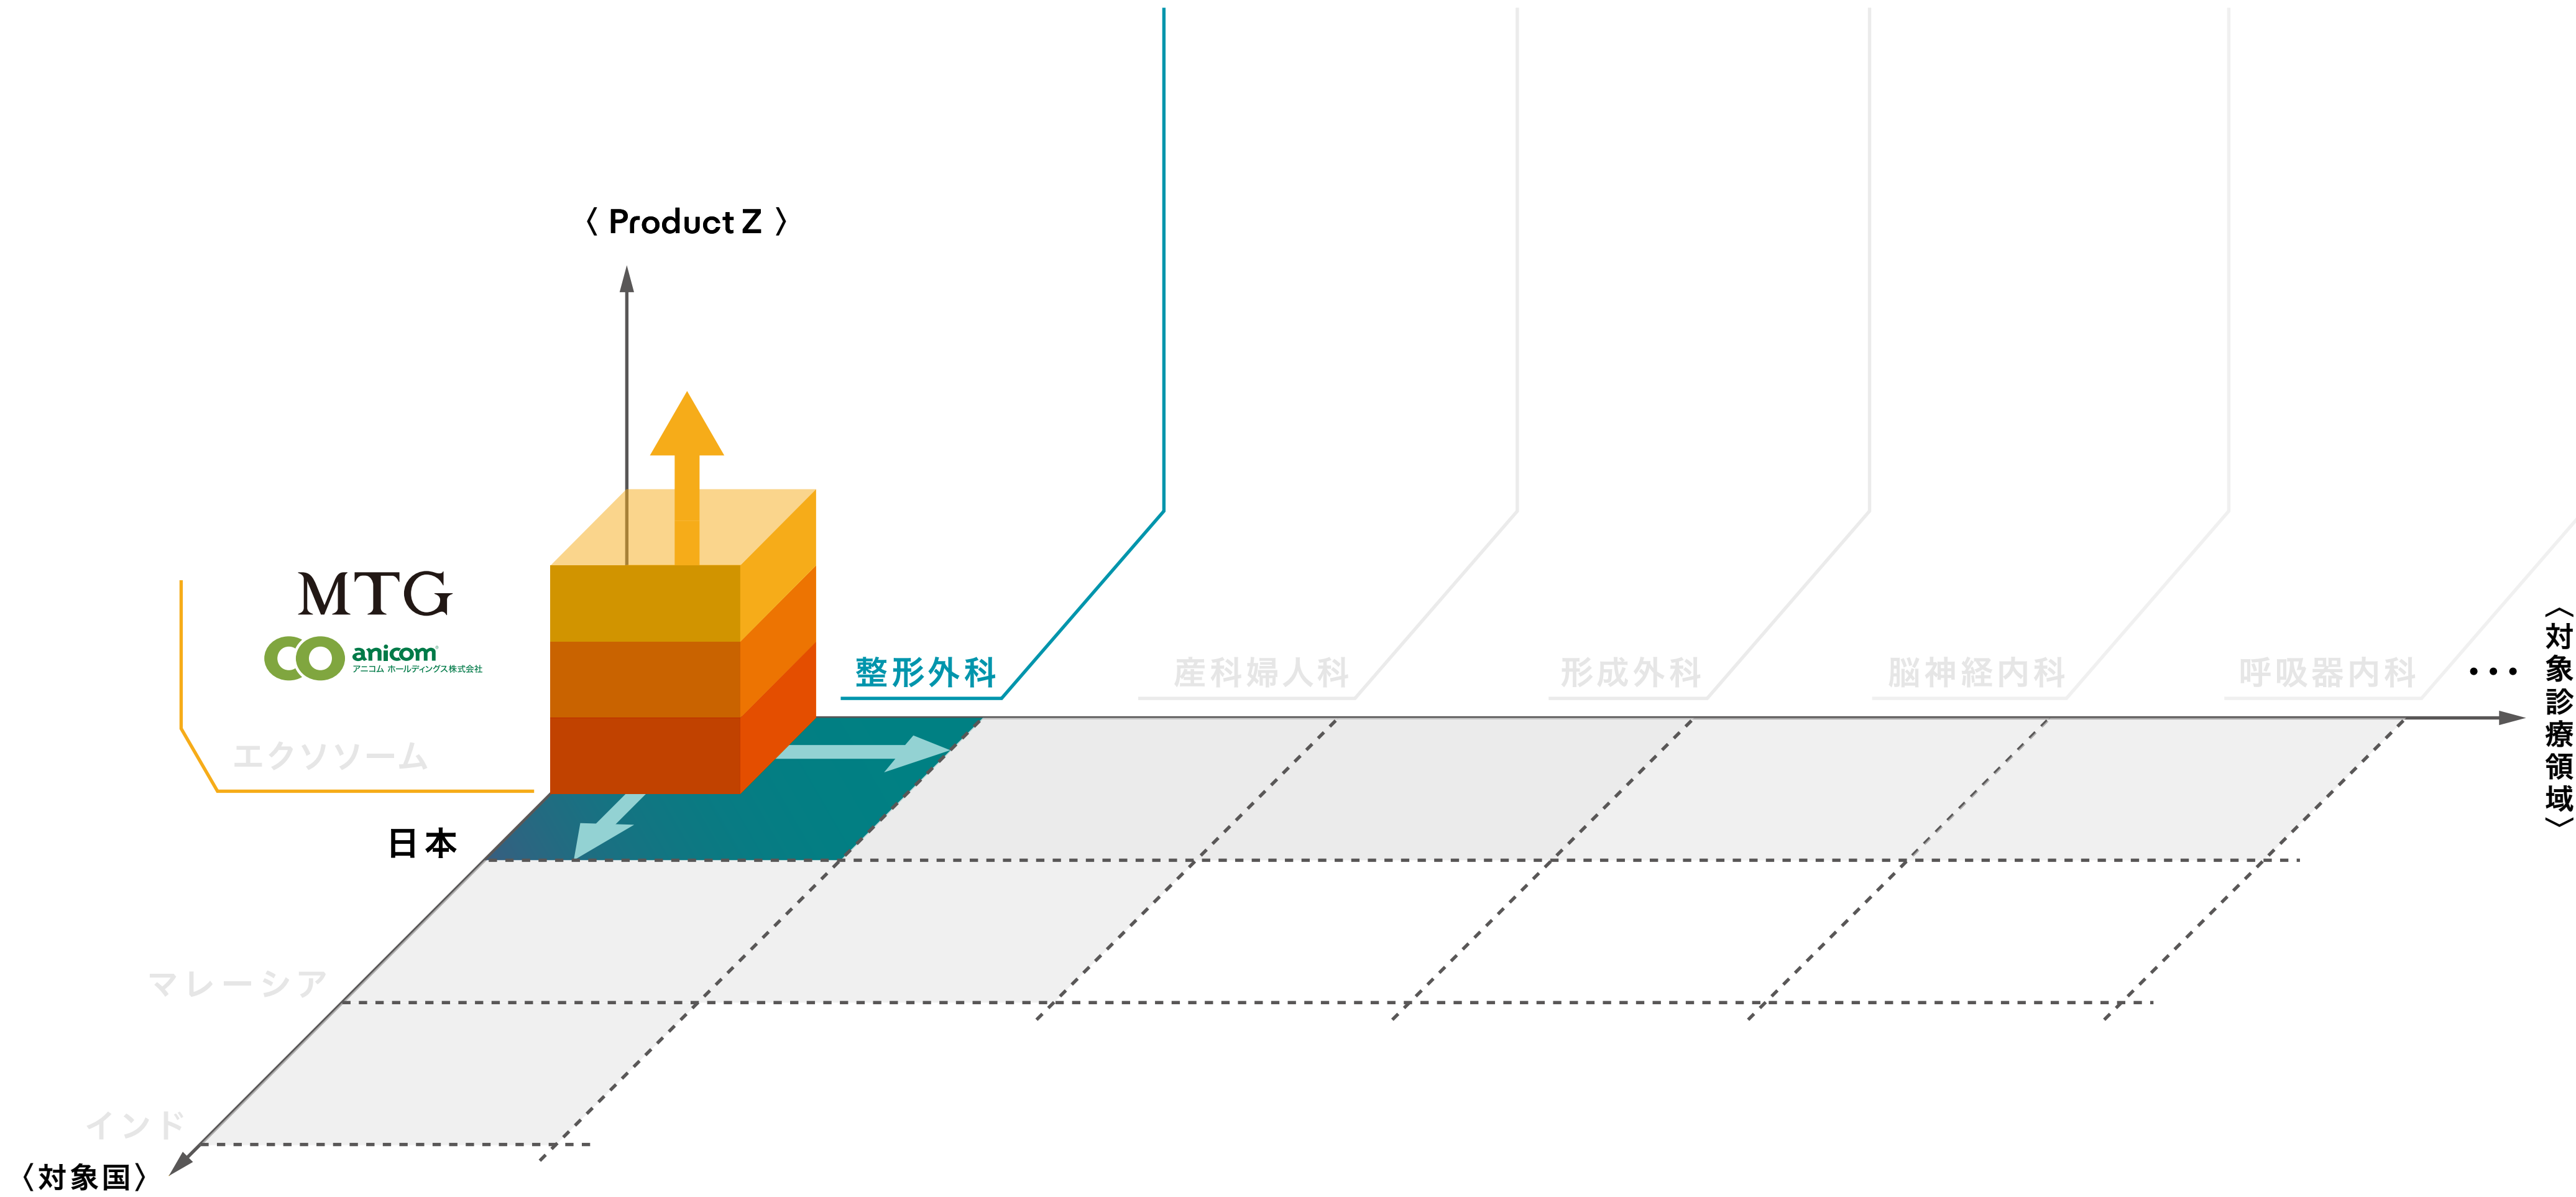 〈 Product Z 〉
MTG
anicom
アニコム ホールディングス株式会社
エクソソーム
整形外科
産科婦人科
形成外科
脳神経内科
呼吸器内科
・・・
〈対象診療領域〉
日本
マレーシア
インド
〈対象国〉